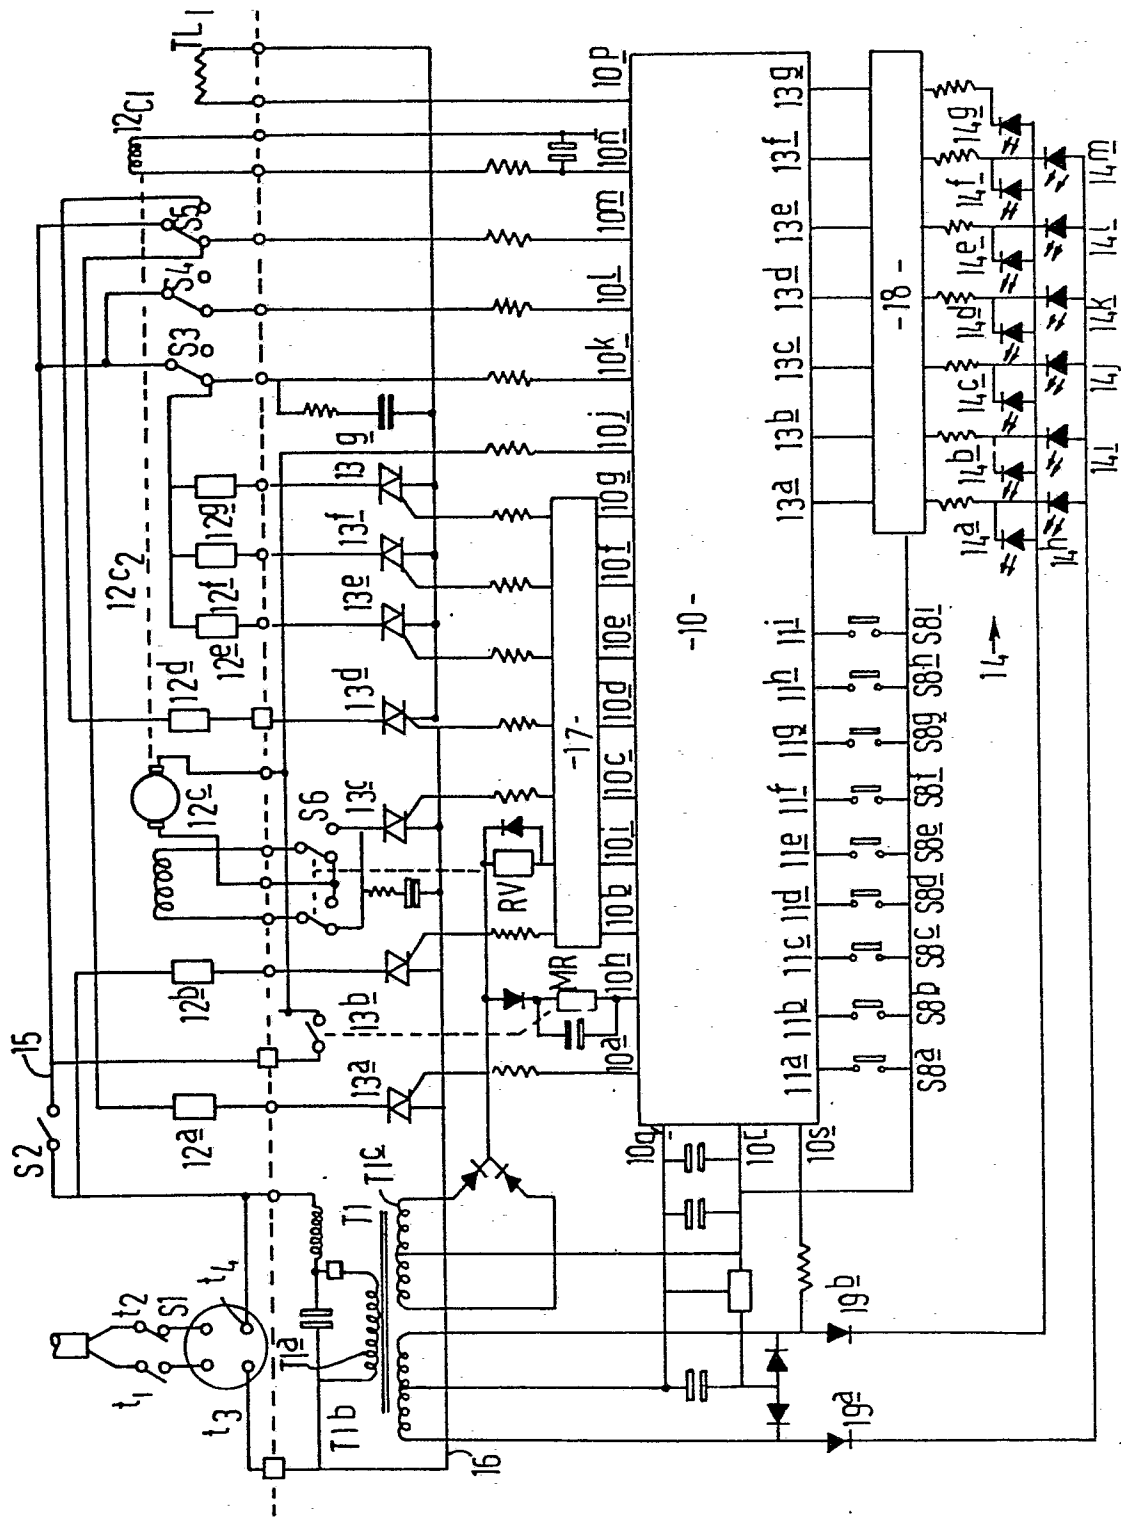 TL1
12C1
S5
S4
S3
12c2
12g
12f
12e
12d
12c
12b
12a
15
S2
t1
t2
S1
t3
t4
S6
13g
13f
13e
13d
13c
13b
13a
T1a
T1b
T1
T1c
16
RV
MR
-17-
10p
10n
10m
10l
10k
10j
10g
10f
10e
10d
10c
10i
10b
10h
10a
10q
10r
10s
-10-
13g
13f
13e
13d
13c
13b
13a
11i
11h
11g
11f
11e
11d
11c
11b
11a
-18-
S8i
S8h
S8g
S8f
S8e
S8d
S8c
S8b
S8a
14g
14f
14e
14d
14c
14b
14a
14
14m
14l
14k
14j
14i
14h
19b
19a